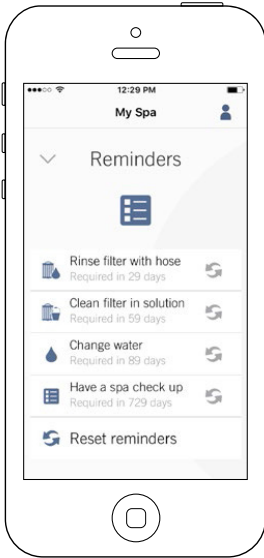 12:29 PM
My Spa
Reminders
Rinse filter with hose
Required in 29 days
Clean filter in solution
Required in 59 days
Change water
Required in 89 days
Have a spa check up
Required in 729 days
Reset reminders